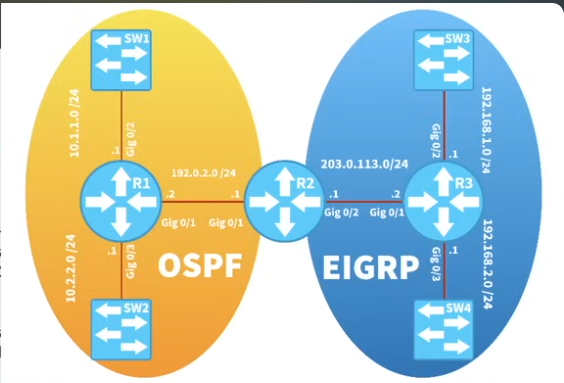 SW1
10.1.1.0 /24
Gig 0/2
.1
R1
192.0.2.0 /24
.2
.1
Gig 0/1
Gig 0/1
.1
Gig 0/3
10.2.2.0 /24
SW2
OSPF
R2
203.0.113.0/24
.1
.2
Gig 0/2
Gig 0/1
EIGRP
SW3
192.168.1.0 /24
Gig 0/2
.1
R3
.1
Gig 0/3
192.168.2.0 /24
SW4